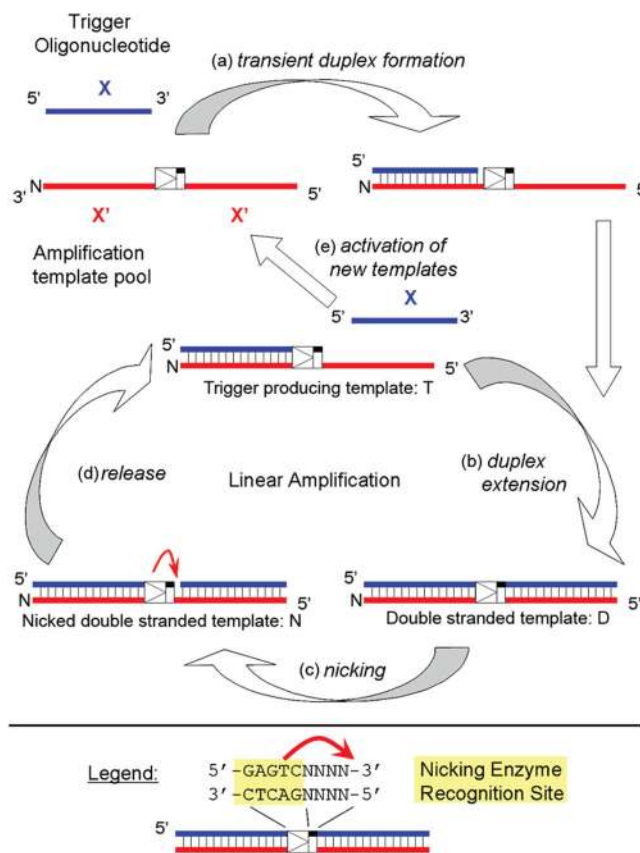 Trigger
Oligonucleotide
X
5'
3'
(a) transient duplex formation
5'
N
3'
N
5'
5'
X'
X'
Amplification
template pool
(e) activation of
new templates
X
5'
3'
5'
N
5'
Trigger producing template: T
(d) release
Linear Amplification
(b) duplex
extension
5'
N
5'
Nicked double stranded template: N
5'
N
5'
Double stranded template: D
(c) nicking
Legend:
5'-GAGTCNNNN-3'
3'-CTCAGNNNN-5'
Nicking Enzyme
Recognition Site
5'